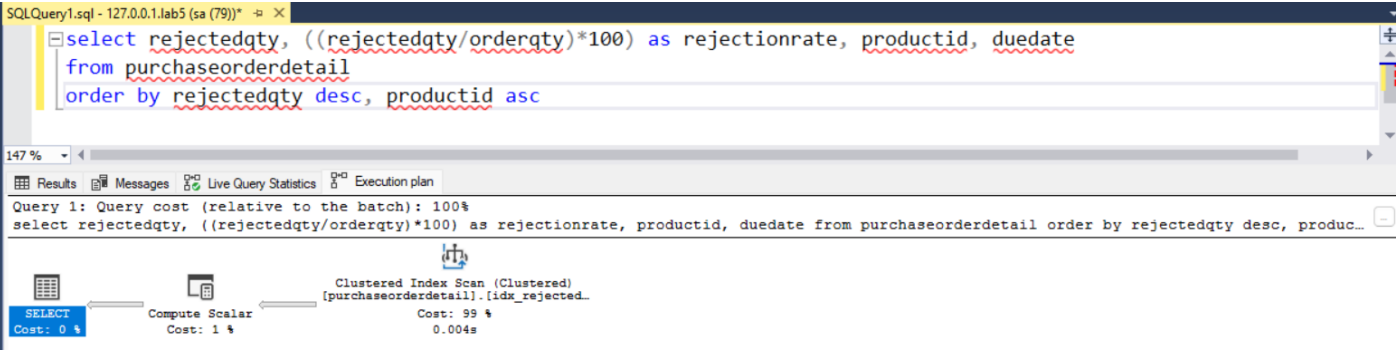 SQLQuery1.sql - 127.0.0.1.lab5 (sa (79))*
select rejectedqty, ((rejectedqty/orderqty)*100) as rejectionrate, productid, duedate
from purchaseorderdetail
order by rejectedqty desc, productid asc
147 %
Results Messages Live Query Statistics Execution plan
Query 1: Query cost (relative to the batch): 100%
select rejectedqty, ((rejectedqty/orderqty)*100) as rejectionrate, productid, duedate from purchaseorderdetail order by rejectedqty desc, produc...
Clustered Index Scan (Clustered)
[purchaseorderdetail].[idx_rejected...
Cost: 99 %
0.004s
Compute Scalar
Cost: 1 %
SELECT
Cost: 0 %